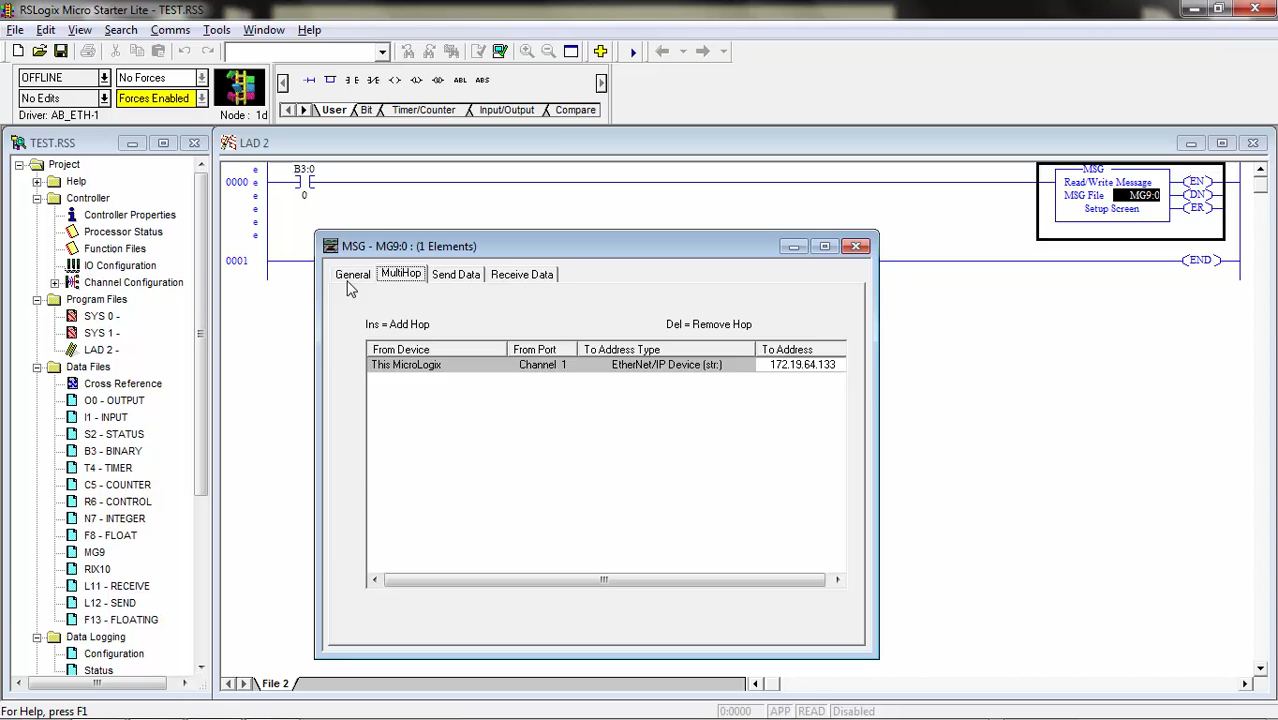 RSLogix Micro Starter Lite - TEST.RSS
File Edit View Search Comms Tools Window Help
OFFLINE No Forces
No Edits Forces Enabled
Driver: AB_ETH-1 Node : 1d
ABL ABS
User Bit Timer/Counter Input/Output Compare
TEST.RSS
Project
Help
Controller
Controller Properties
Processor Status
Function Files
IO Configuration
Channel Configuration
Program Files
SYS 0 -
SYS 1 -
LAD 2 -
Data Files
Cross Reference
O0 - OUTPUT
I1 - INPUT
S2 - STATUS
B3 - BINARY
T4 - TIMER
C5 - COUNTER
R6 - CONTROL
N7 - INTEGER
F8 - FLOAT
MG9
RIX10
L11 - RECEIVE
L12 - SEND
F13 - FLOATING
Data Logging
Configuration
Status
LAD 2
B3:0
0000
e
e
e
e
e
0
MSG
Read/Write Message
MSG File MG9:0
Setup Screen
EN
DN
ER
0001
END
MSG - MG9:0 : (1 Elements)
General MultiHop Send Data Receive Data
Ins = Add Hop Del = Remove Hop
From Device From Port To Address Type To Address
This MicroLogix Channel 1 EtherNet/IP Device (str.) 172.19.64.133
File 2
For Help, press F1
0:0000 APP READ Disabled